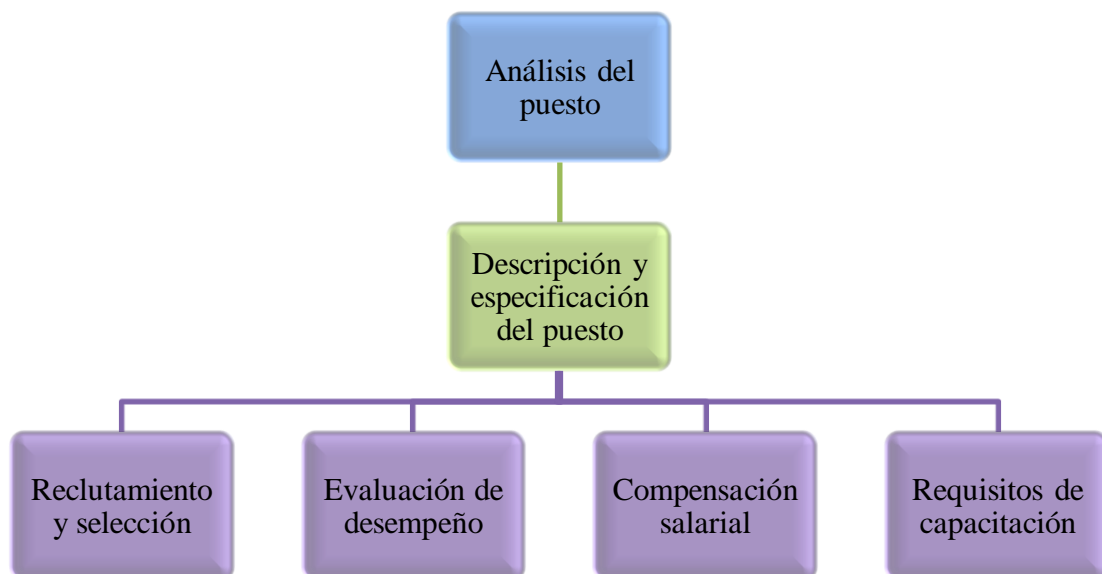 Análisis del
puesto
Descripción y
especificación
del puesto
Reclutamiento
y selección
Evaluación de
desempeño
Compensación
salarial
Requisitos de
capacitación